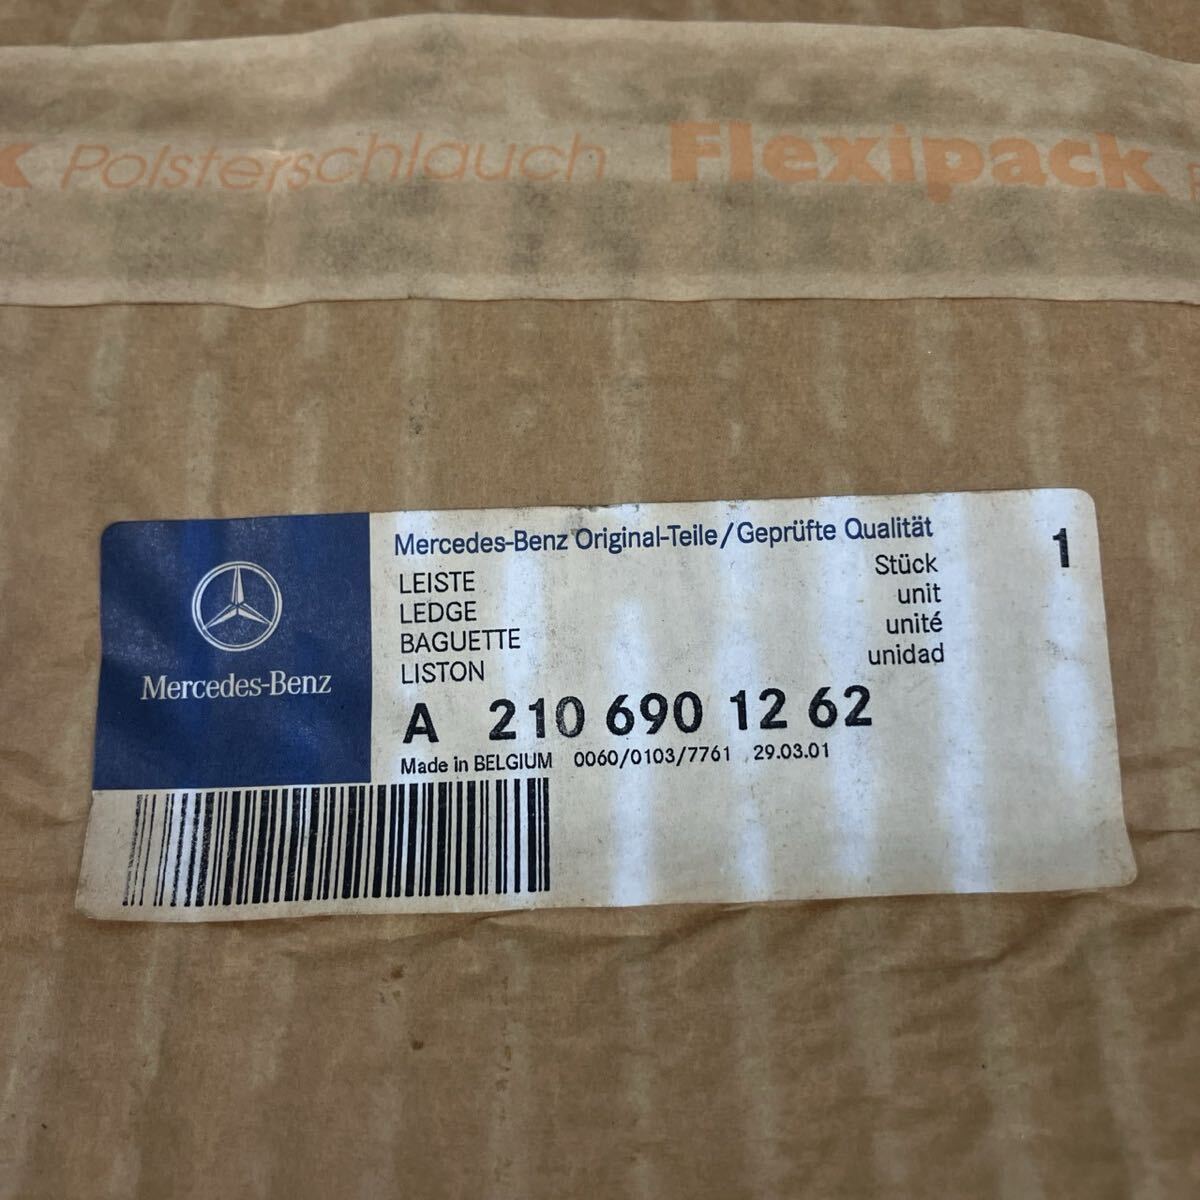 k Polsterschlauch Flexipack
Mercedes-Benz Original-Teile/Geprüfte Qualität
LEISTE Stück 1
LEDGE unit
BAGUETTE unité
LISTON unidad
Mercedes-Benz
A 210 690 12 62
Made in BELGIUM 0060/0103/7761 29.03.01